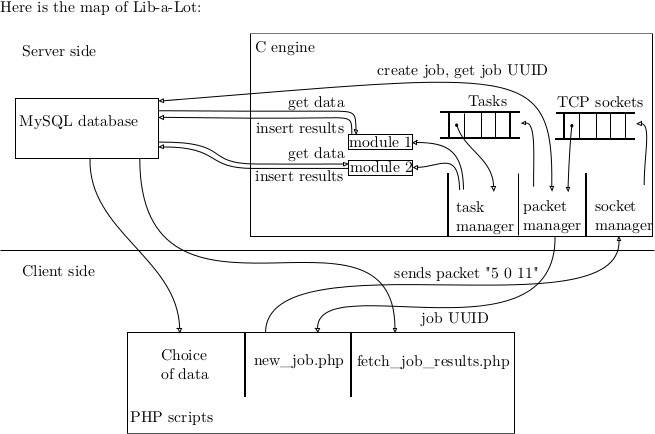 Here is the map of Lib-a-Lot:
Server side
C engine
create job, get job UUID
MySQL database
get data
insert results
get data
insert results
module 1
module 2
Tasks
TCP sockets
task
manager
packet
manager
socket
manager
Client side
sends packet "5 0 11"
job UUID
Choice
of data
new_job.php
fetch_job_results.php
PHP scripts